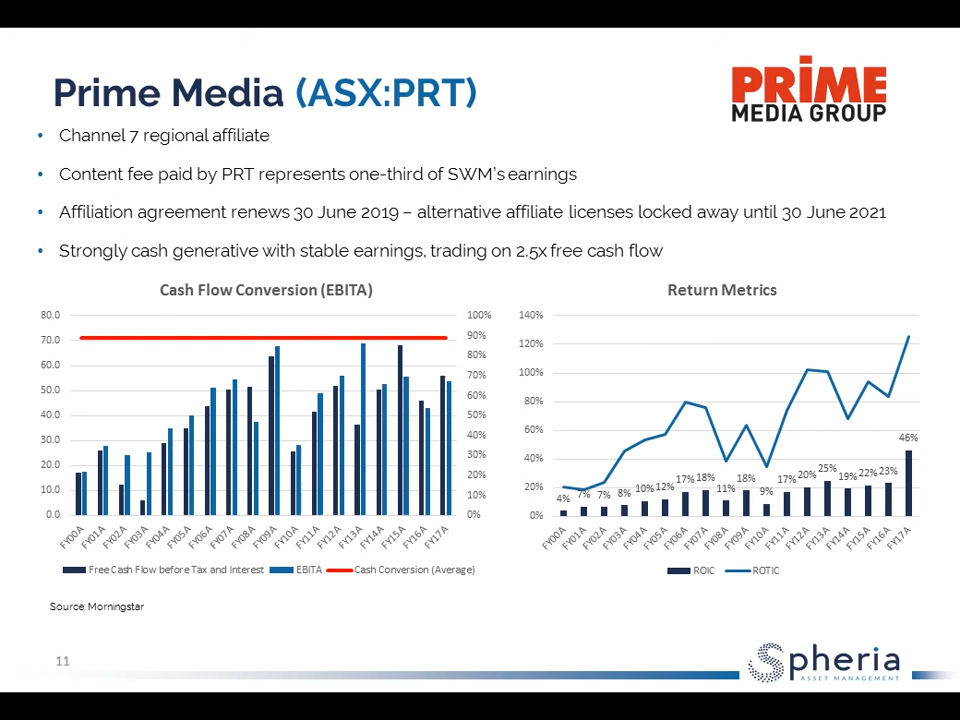 Prime Media (ASX:PRT)
PRiME
MEDIA GROUP
• Channel 7 regional affiliate
• Content fee paid by PRT represents one-third of SWM's earnings
• Affiliation agreement renews 30 June 2019 – alternative affiliate licenses locked away until 30 June 2021
• Strongly cash generative with stable earnings, trading on 2.5x free cash flow
Cash Flow Conversion (EBITA)
80.0
70.0
60.0
50.0
40.0
30.0
20.0
10.0
0.0
100%
90%
80%
70%
60%
50%
40%
30%
20%
10%
0%
FY00A FY01A FY02A FY03A FY04A FY05A FY06A FY07A FY08A FY09A FY10A FY11A FY12A FY13A FY14A FY15A FY16A FY17A
Free Cash Flow before Tax and Interest EBITA Cash Conversion (Average)
Return Metrics
140%
120%
100%
80%
60%
40%
20%
0%
4% 7% 7% 8% 10% 12% 17% 18% 11% 18% 9% 17% 20% 25% 19% 22% 23% 46%
FY00A FY01A FY02A FY03A FY04A FY05A FY06A FY07A FY08A FY09A FY10A FY11A FY12A FY13A FY14A FY15A FY16A FY17A
ROIC ROTIC
Source: Morningstar
11
Spheria
ASSET MANAGEMENT